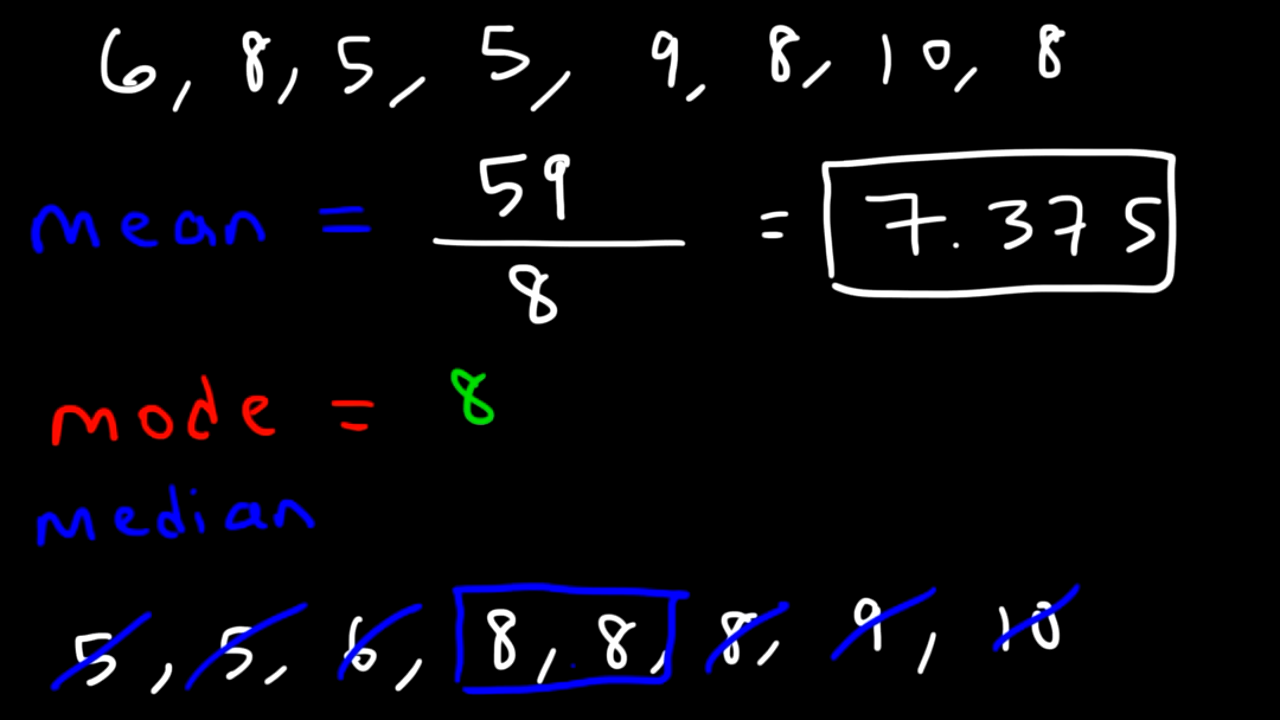 6, 8, 5, 5, 9, 8, 10, 8
mean = 59/8 = 7.375
mode = 8
median
5, 5, 6, 8, 8, 8, 9, 10